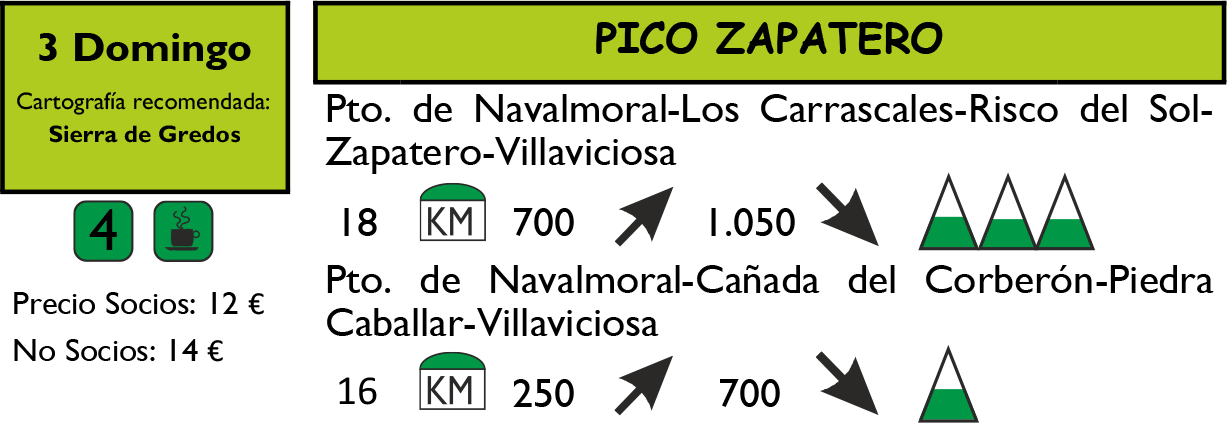 3 Domingo
Cartografía recomendada:
Sierra de Gredos
4
Precio Socios: 12 €
No Socios: 14 €
PICO ZAPATERO
Pto. de Navalmoral-Los Carrascales-Risco del Sol-
Zapatero-Villaviciosa
18 KM 700 1.050
Pto. de Navalmoral-Cañada del Corberón-Piedra
Caballar-Villaviciosa
16 KM 250 700